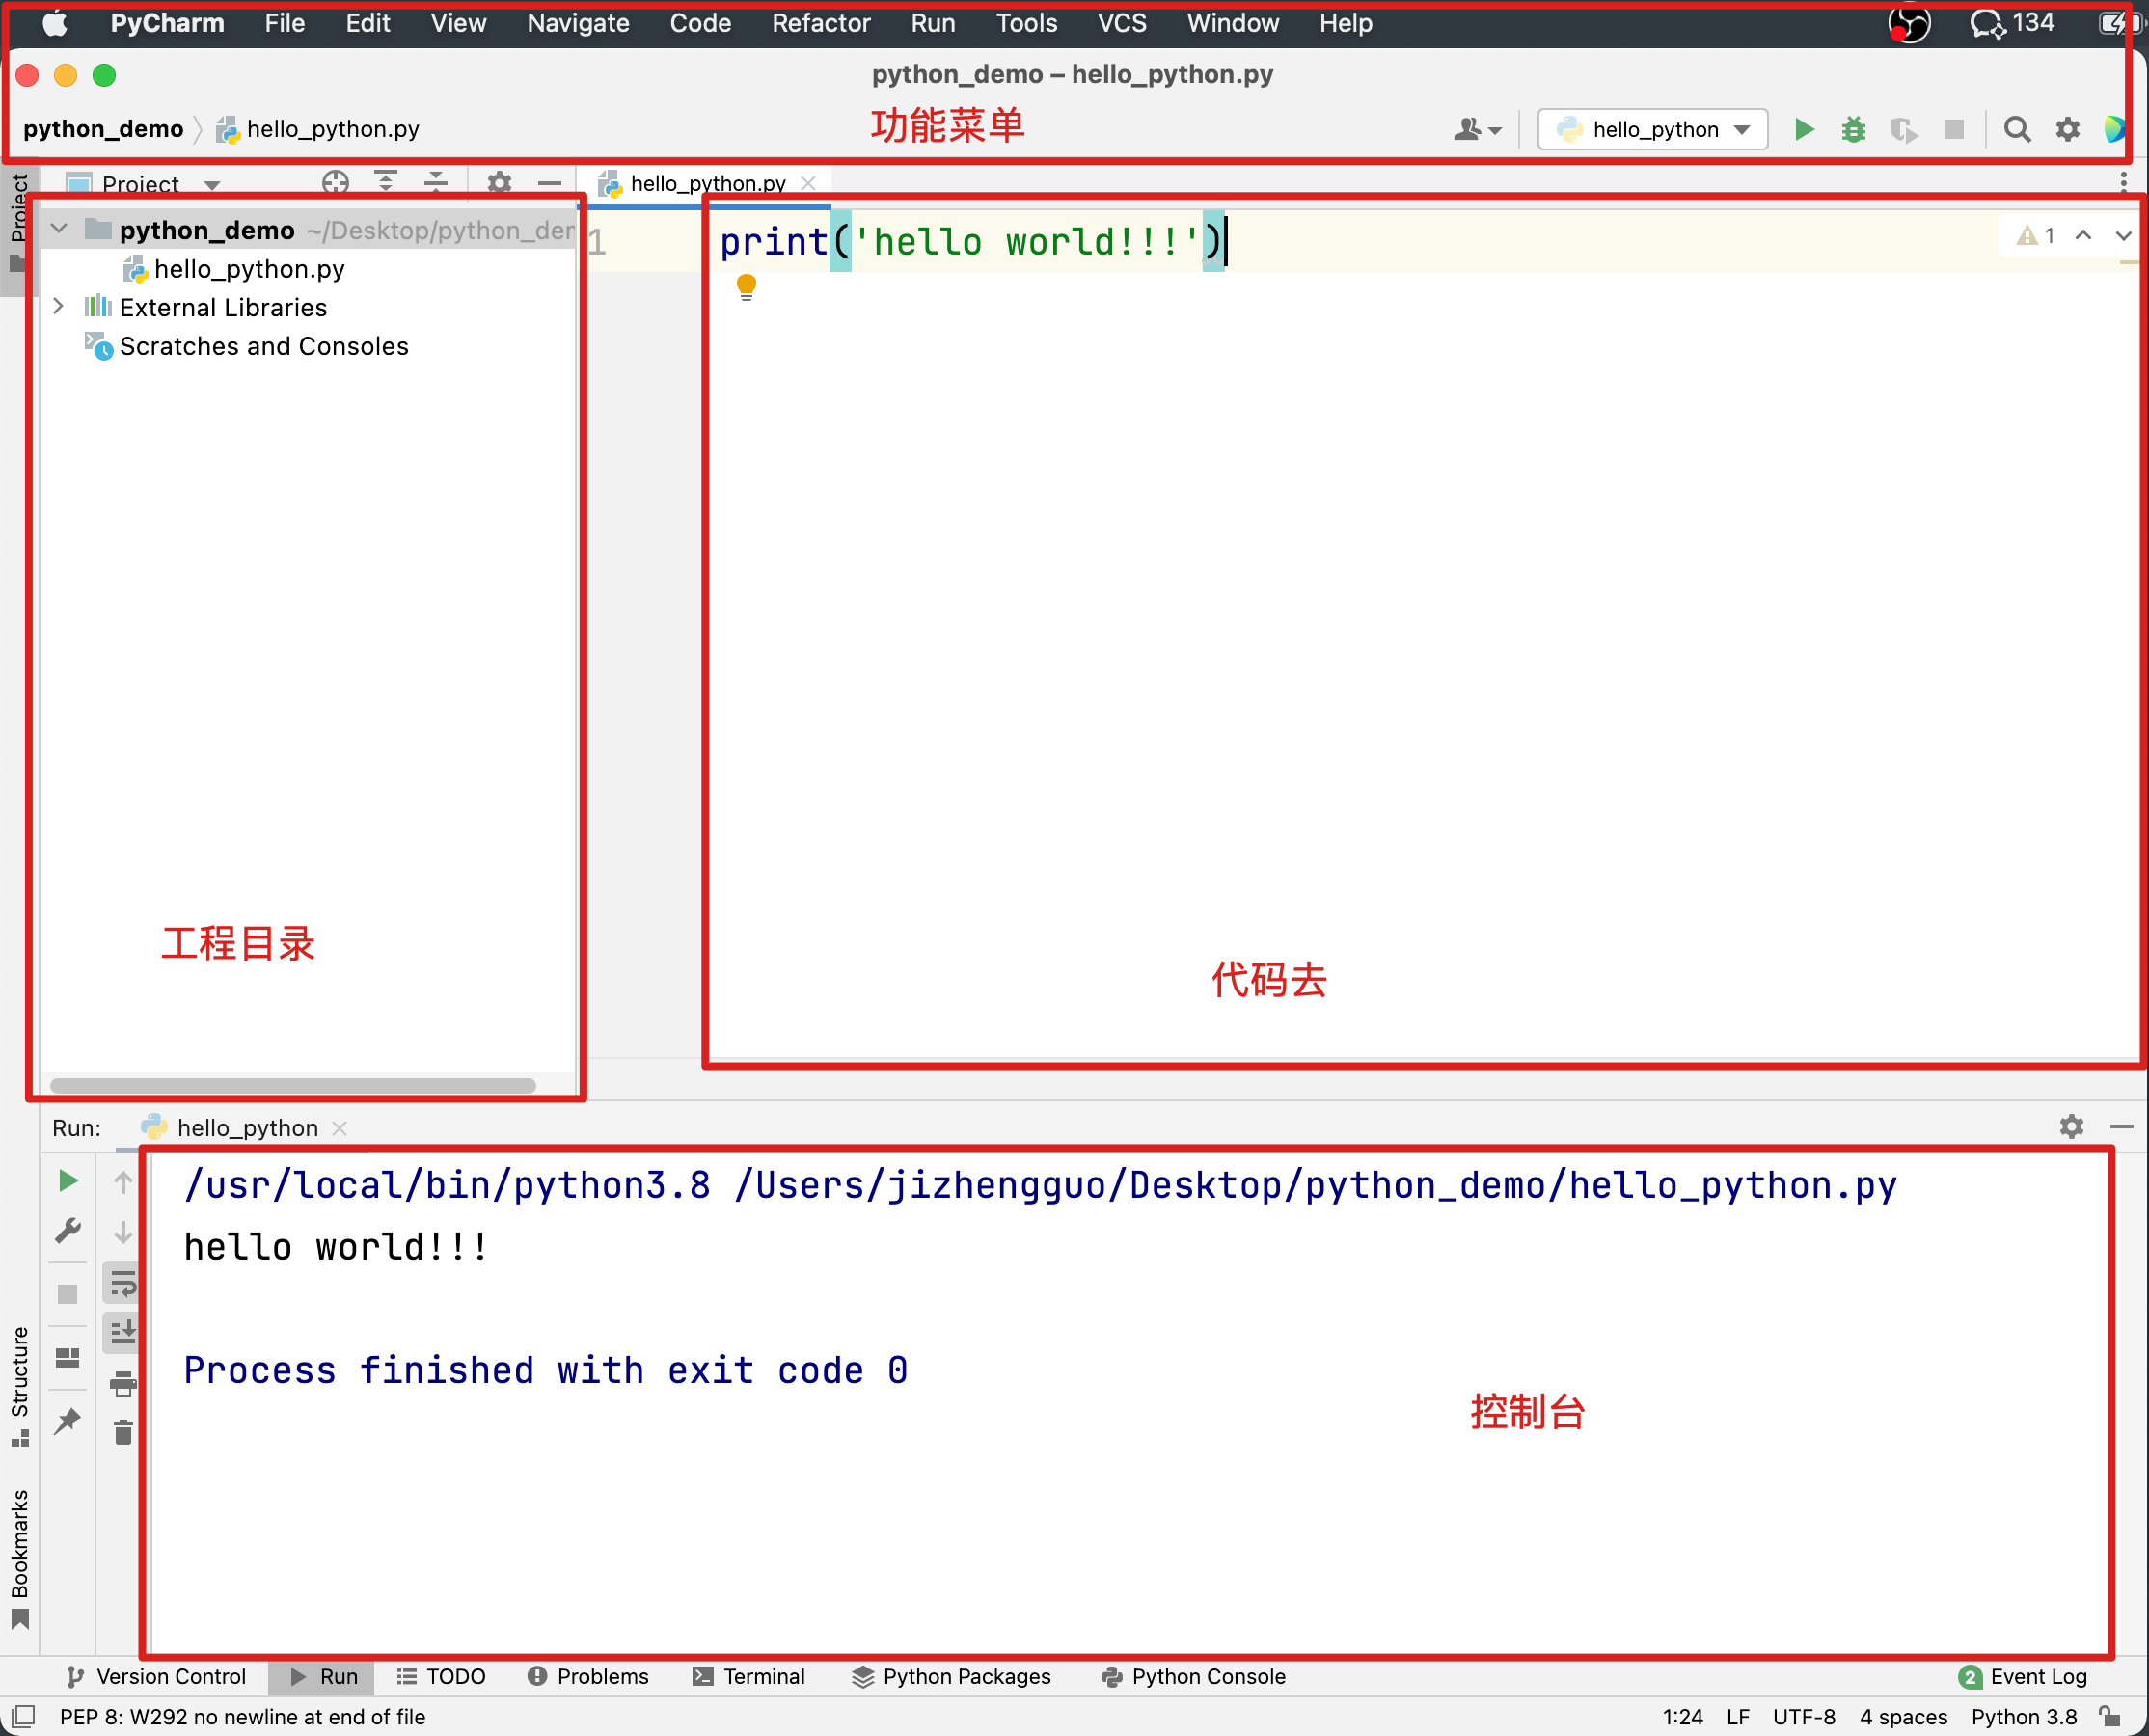 PyCharm File Edit View Navigate Code Refactor Run Tools VCS Window Help 134
python_demo – hello_python.py
功能菜单
python_demo hello_python.py hello_python
Project
Project hello_python.py
python_demo ~/Desktop/python_der
1 print('hello world!!!') 1
hello_python.py
External Libraries
Scratches and Consoles
工程目录
代码去
Run: hello_python
/usr/local/bin/python3.8 /Users/jizhengguo/Desktop/python_demo/hello_python.py
hello world!!!
Process finished with exit code 0
控制台
Structure
Bookmarks
Version Control Run TODO Problems Terminal Python Packages Python Console 2 Event Log
PEP 8: W292 no newline at end of file 1:24 LF UTF-8 4 spaces Python 3.8